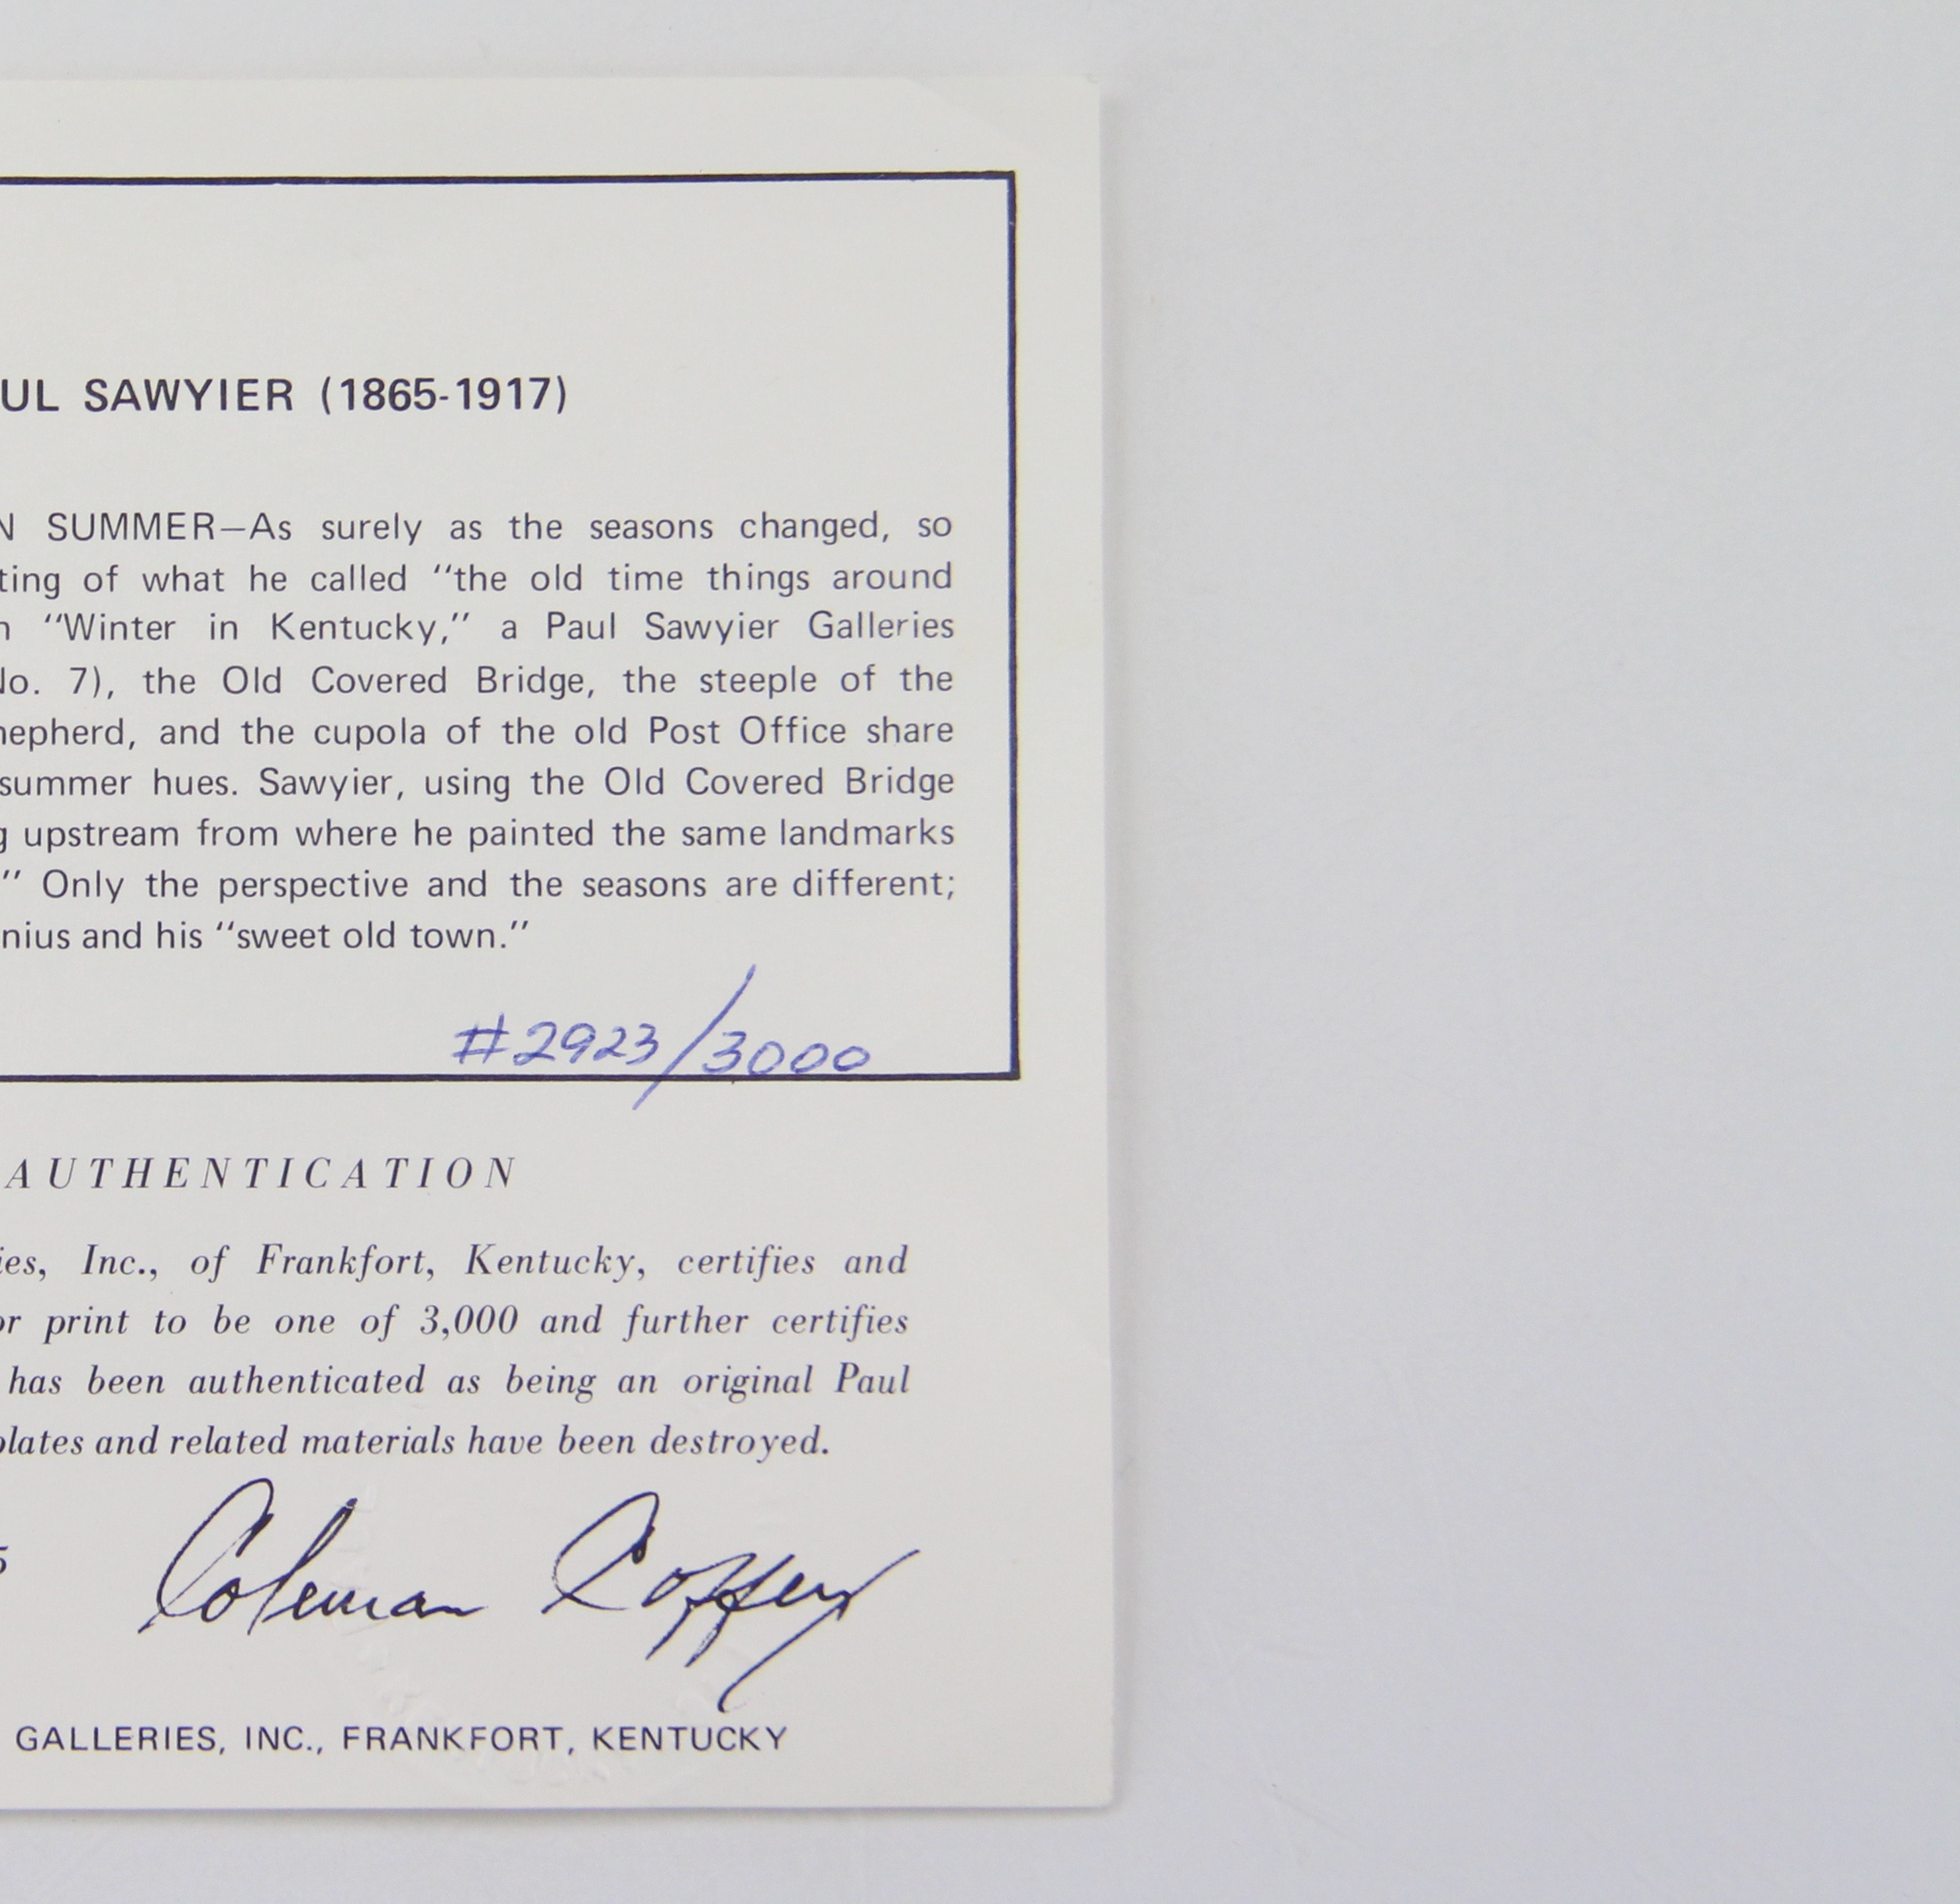 UL SAWYIER (1865-1917)
N SUMMER—As surely as the seasons changed, so
ting of what he called "the old time things around
"Winter in Kentucky," a Paul Sawyier Galleries
No. 7), the Old Covered Bridge, the steeple of the
hepherd, and the cupola of the old Post Office share
summer hues. Sawyier, using the Old Covered Bridge
g upstream from where he painted the same landmarks
" Only the perspective and the seasons are different;
nius and his "sweet old town."
#2923/3000
AUTHENTICATION
ies, Inc., of Frankfort, Kentucky, certifies and
or print to be one of 3,000 and further certifies
has been authenticated as being an original Paul
plates and related materials have been destroyed.
5
Coleman Coffey
GALLERIES, INC., FRANKFORT, KENTUCKY